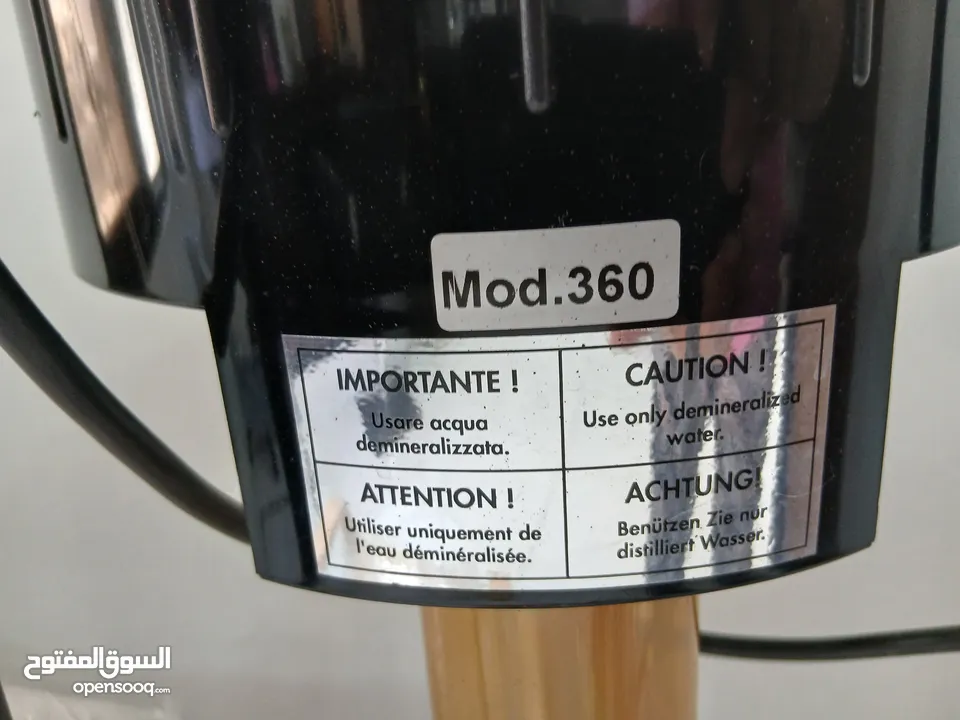 Mod.360
IMPORTANTE !
Usare acqua
demineralizzata.
CAUTION !
Use only demineralized
water.
ATTENTION !
Utiliser uniquement de
l'eau déminéralisée.
ACHTUNG!
Benützen Zie nur
distilliert Wasser.
السوق المفتوح
opensooq.com